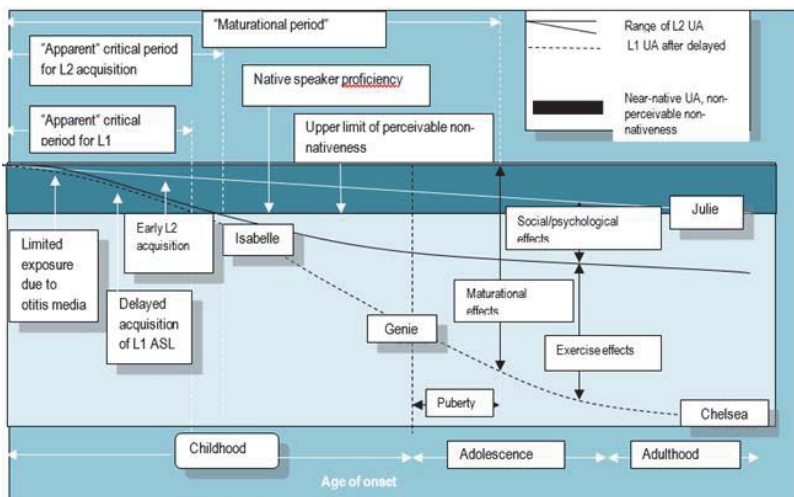 "Maturational period"
"Apparent" critical period
for L2 acquisition
Native speaker proficiency
"Apparent" critical
period for L1
Upper limit of perceivable non-
nativeness
Range of L2 UA
L1 UA after delayed
Near-native UA, non-
perceivable non-
nativeness
Julie
Social/psychological
effects
Early L2
acquisition
Isabelle
Limited
exposure
due to
otitis media
Delayed
acquisition
of L1 ASL
Maturational
effects
Genie
Exercise effects
Puberty
Chelsea
Childhood
Adolescence
Adulthood
Age of onset